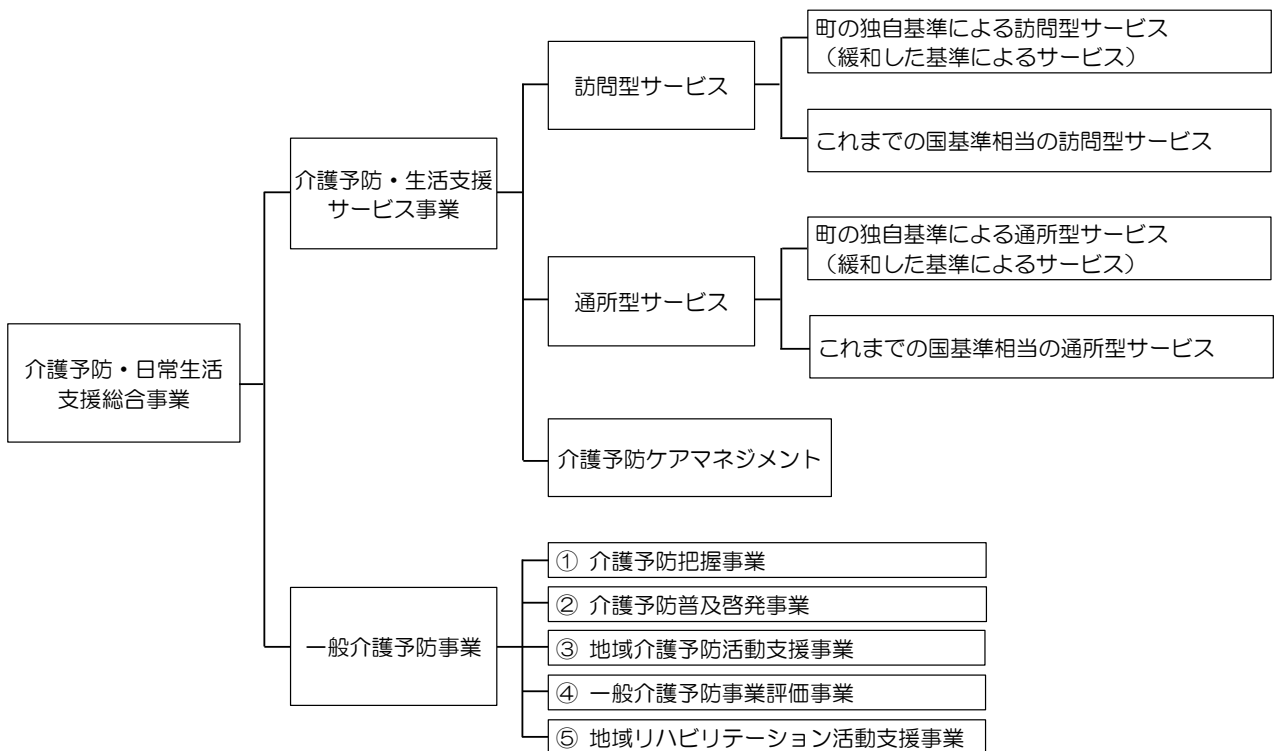 介護予防・日常生活
支援総合事業
介護予防・生活支援
サービス事業
訪問型サービス
町の独自基準による訪問型サービス
（緩和した基準によるサービス）
これまでの国基準相当の訪問型サービス
通所型サービス
町の独自基準による通所型サービス
（緩和した基準によるサービス）
これまでの国基準相当の通所型サービス
介護予防ケアマネジメント
一般介護予防事業
① 介護予防把握事業
② 介護予防普及啓発事業
③ 地域介護予防活動支援事業
④ 一般介護予防事業評価事業
⑤ 地域リハビリテーション活動支援事業